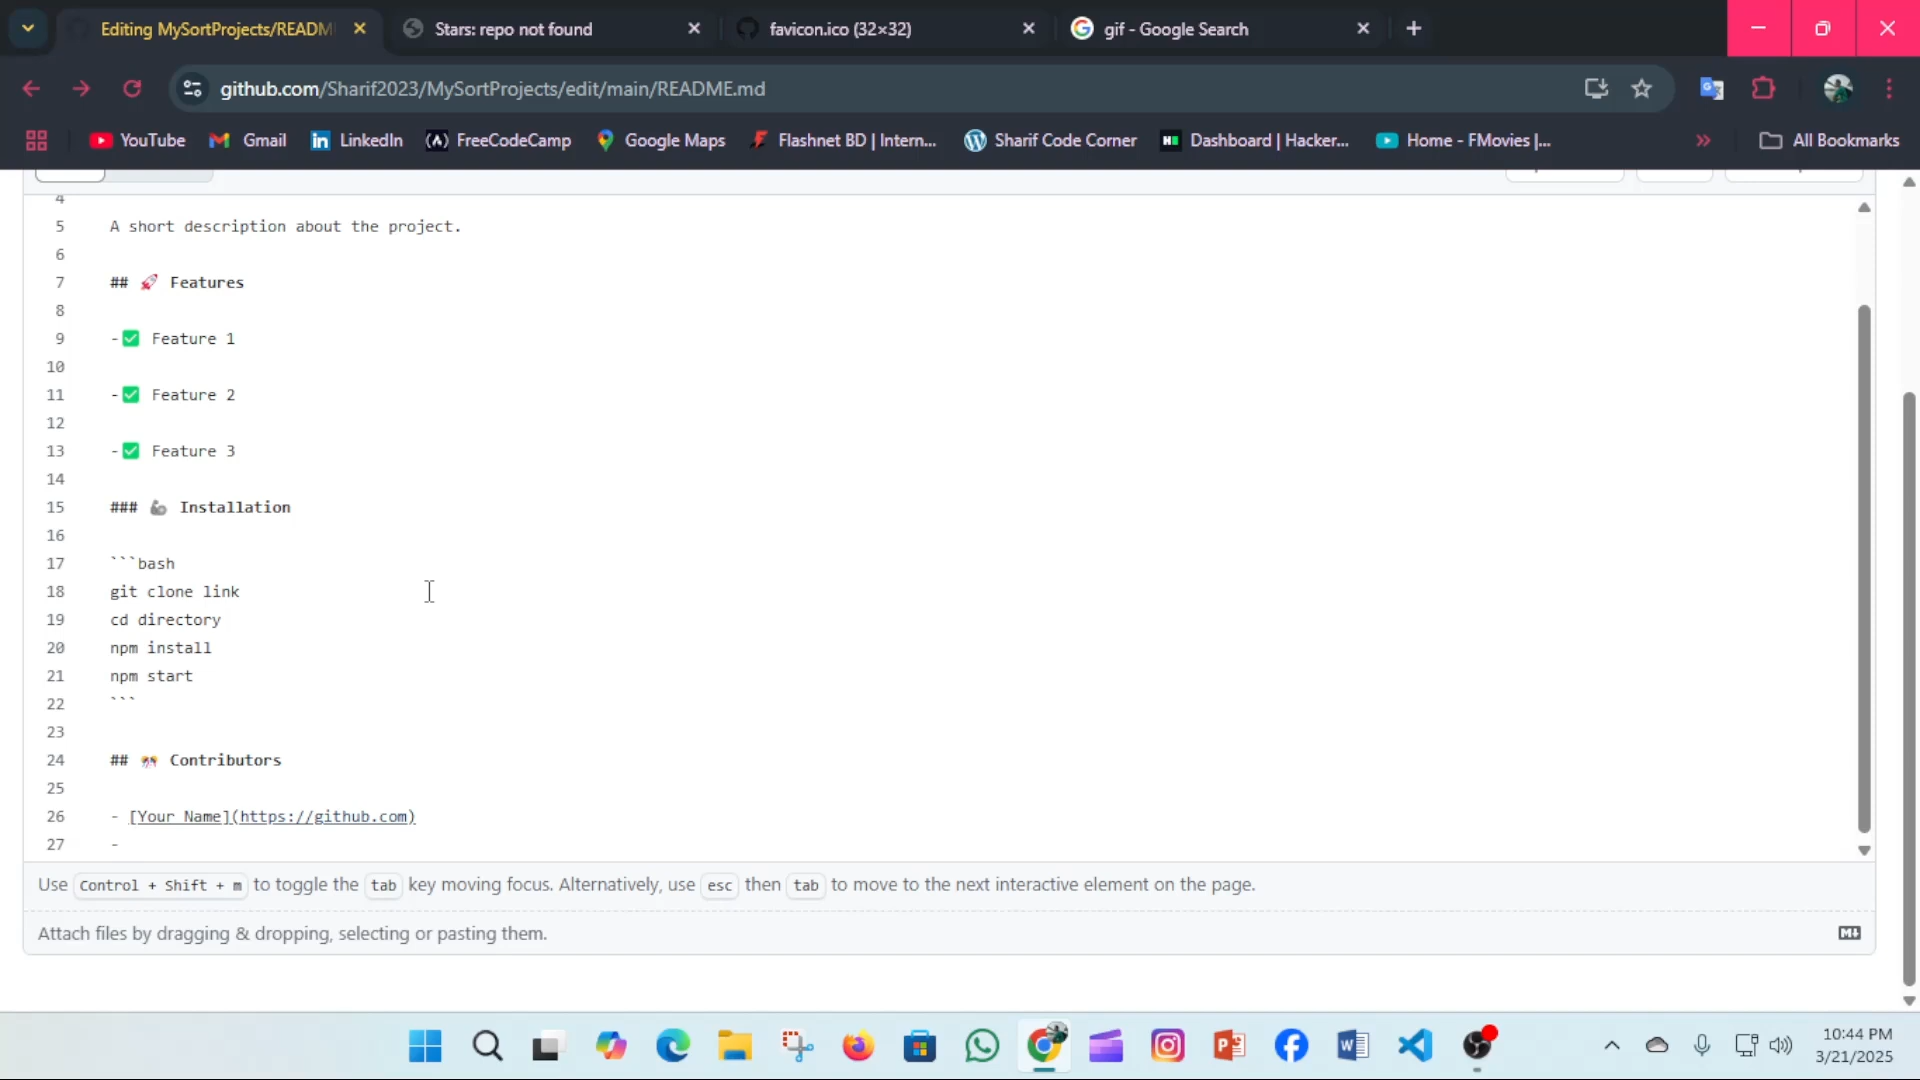 Editing MySortProjects/READM
Stars: repo not found
favicon.ico (32×32)
gif - Google Search
github.com/Sharif2023/MySortProjects/edit/main/README.md
YouTube
Gmail
LinkedIn
FreeCodeCamp
Google Maps
Flashnet BD | Intern...
Sharif Code Corner
Dashboard | Hacker...
Home - FMovies |...
All Bookmarks
4
5 A short description about the project.
6
7 ## 🚀 Features
8
9 -✅ Feature 1
10
11 -✅ Feature 2
12
13 -✅ Feature 3
14
15 ### 🦾 Installation
16
17 ```bash
18 git clone link
19 cd directory
20 npm install
21 npm start
22 ```
23
24 ## 🎌 Contributors
25
26 - [Your Name](https://github.com)
27 -
Use Control + Shift + m to toggle the tab key moving focus. Alternatively, use esc then tab to move to the next interactive element on the page.
Attach files by dragging & dropping, selecting or pasting them.
10:44 PM
3/21/2025